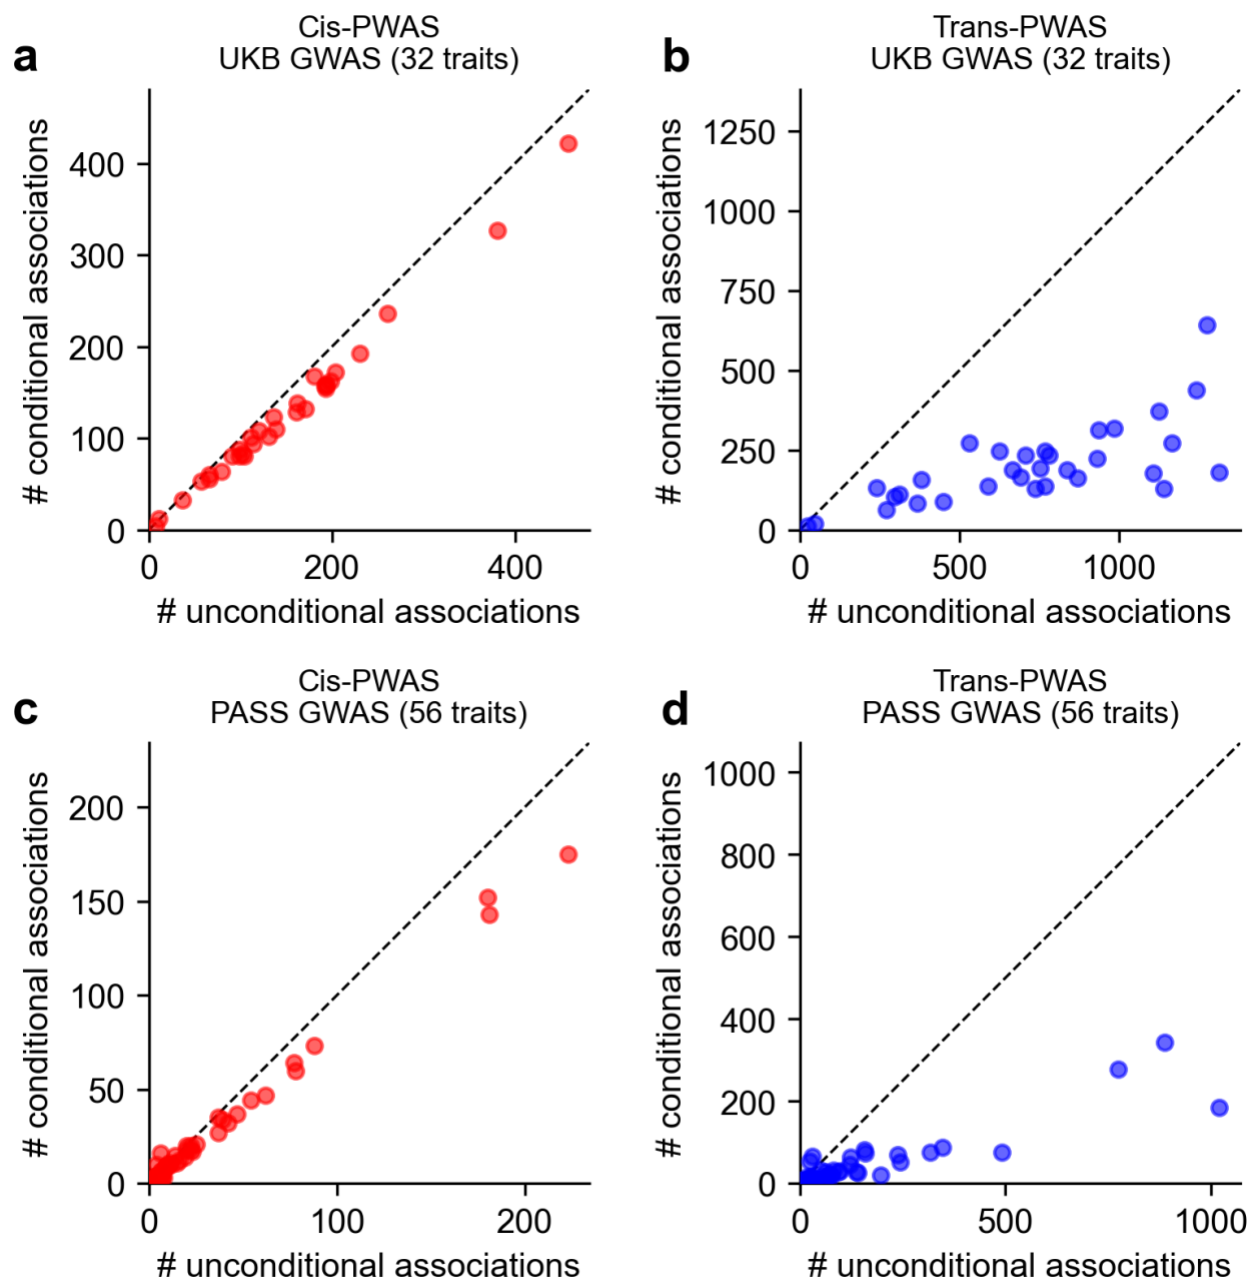 a
Cis-PWAS
UKB GWAS (32 traits)
# conditional associations
400
300
200
100
0
0
200
400
# unconditional associations
b
Trans-PWAS
UKB GWAS (32 traits)
# conditional associations
1250
1000
750
500
250
0
0
500
1000
# unconditional associations
c
Cis-PWAS
PASS GWAS (56 traits)
# conditional associations
200
150
100
50
0
0
100
200
# unconditional associations
d
Trans-PWAS
PASS GWAS (56 traits)
# conditional associations
1000
800
600
400
200
0
0
500
1000
# unconditional associations